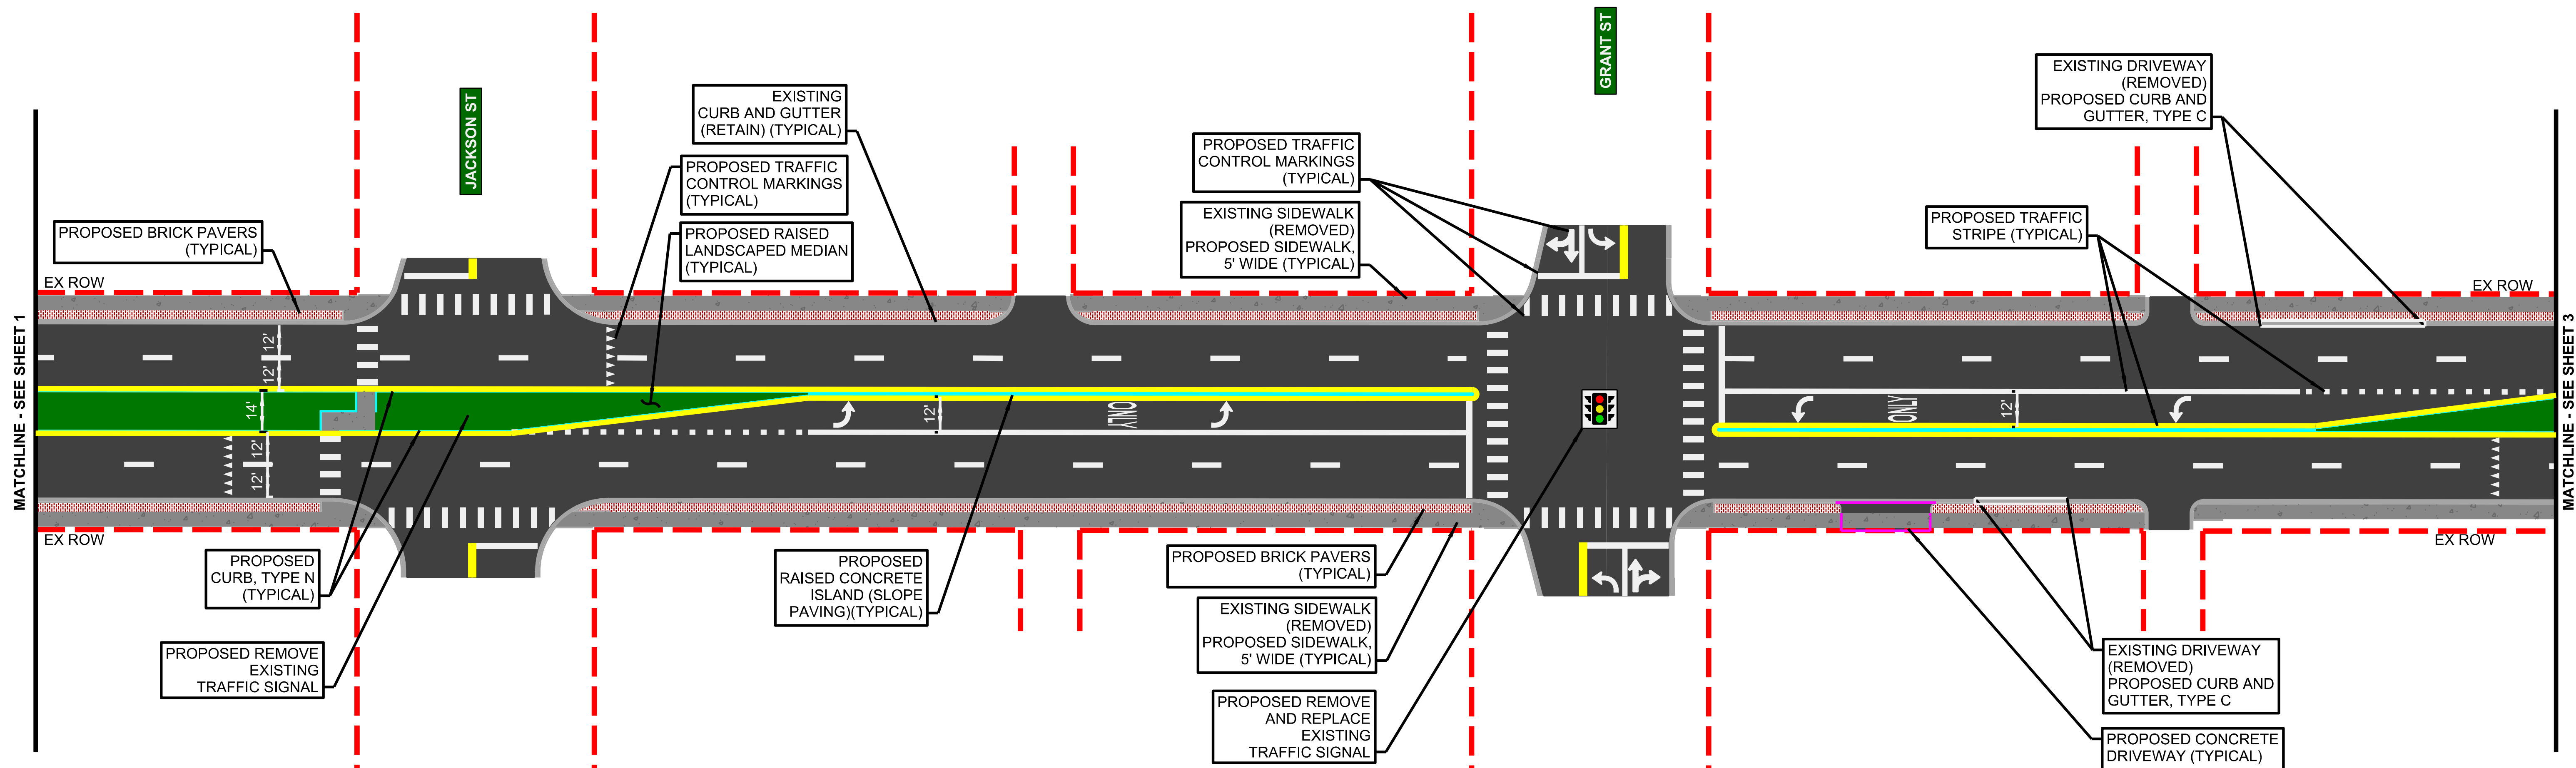 GRANT ST
JACKSON ST
EXISTING
CURB AND GUTTER
(RETAIN) (TYPICAL)
EXISTING DRIVEWAY
(REMOVED)
PROPOSED CURB AND
GUTTER, TYPE C
PROPOSED TRAFFIC
CONTROL MARKINGS
(TYPICAL)
PROPOSED TRAFFIC
CONTROL MARKINGS
(TYPICAL)
EXISTING SIDEWALK
(REMOVED)
PROPOSED SIDEWALK,
5' WIDE (TYPICAL)
PROPOSED TRAFFIC
STRIPE (TYPICAL)
PROPOSED BRICK PAVERS
(TYPICAL)
PROPOSED RAISED
LANDSCAPED MEDIAN
(TYPICAL)
EX ROW
EX ROW
MATCHLINE - SEE SHEET 1
MATCHLINE - SEE SHEET 3
12'
12'
14'
12'
12'
12'
ONLY
ONLY
12'
EX ROW
EX ROW
PROPOSED
CURB, TYPE N
(TYPICAL)
PROPOSED
RAISED CONCRETE
ISLAND (SLOPE
PAVING)(TYPICAL)
PROPOSED BRICK PAVERS
(TYPICAL)
EXISTING SIDEWALK
(REMOVED)
PROPOSED SIDEWALK,
5' WIDE (TYPICAL)
PROPOSED REMOVE
EXISTING
TRAFFIC SIGNAL
EXISTING DRIVEWAY
(REMOVED)
PROPOSED CURB AND
GUTTER, TYPE C
PROPOSED REMOVE
AND REPLACE
EXISTING
TRAFFIC SIGNAL
PROPOSED CONCRETE
DRIVEWAY (TYPICAL)